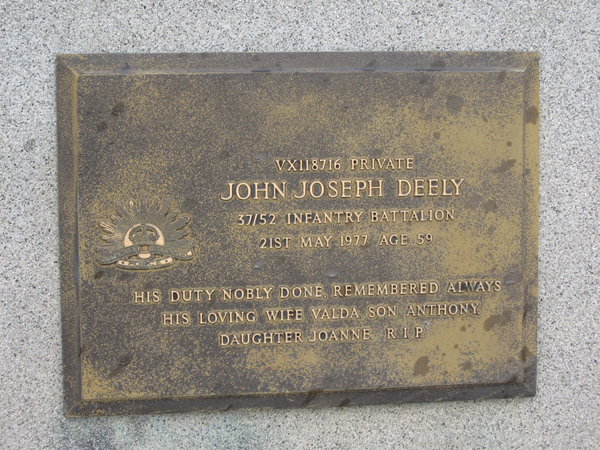 VX118716 PRIVATE
JOHN JOSEPH DEELY
37/52 INFANTRY BATTALION
21ST MAY 1977 AGE 59
HIS DUTY NOBLY DONE, REMEMBERED ALWAYS
HIS LOVING WIFE VALDA, SON ANTHONY,
DAUGHTER JOANNE. R.I.P.